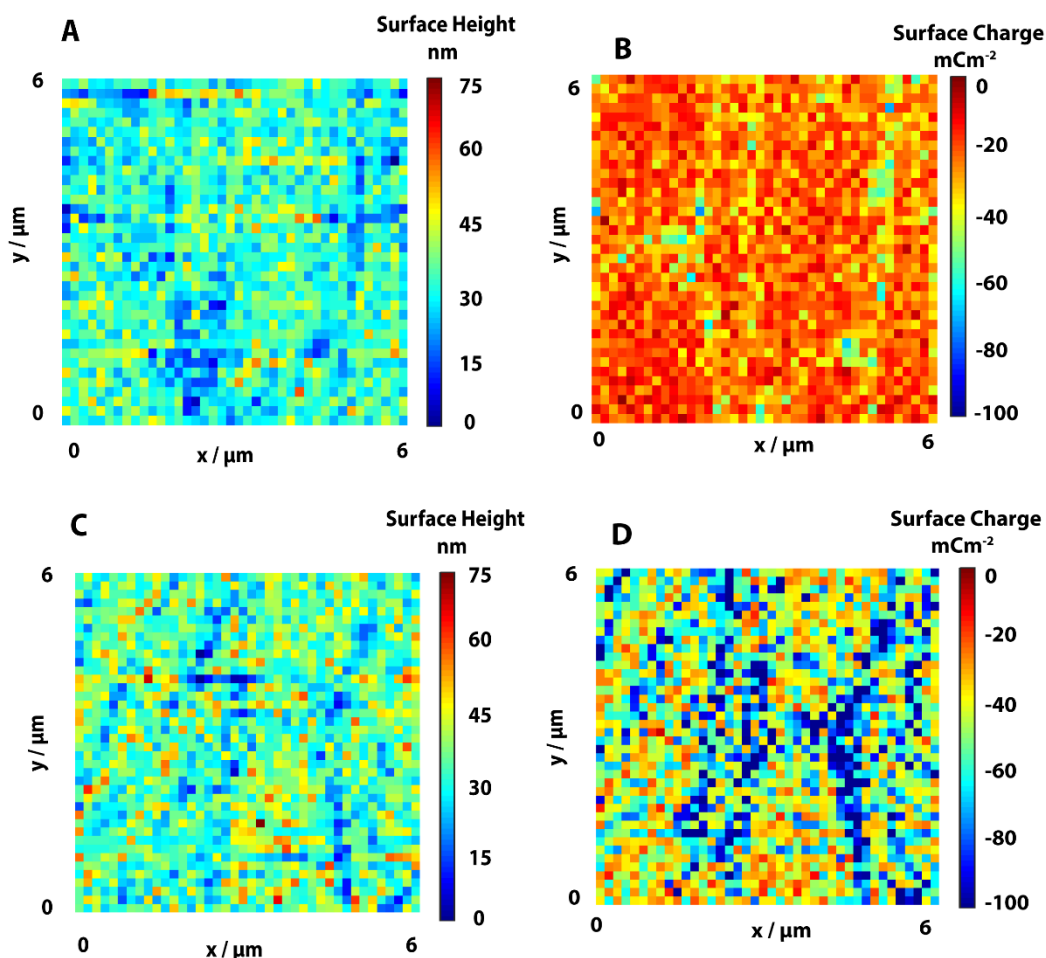 A
Surface Height
nm
6
75
60
45
30
15
0
y / µm
0
0
x / µm
6
B
Surface Charge
mCm⁻²
6
0
-20
-40
-60
-80
-100
y / µm
0
0
x / µm
6
C
Surface Height
nm
6
75
60
45
30
15
0
y / µm
0
0
x / µm
6
D
Surface Charge
mCm⁻²
6
0
-20
-40
-60
-80
-100
y / µm
0
0
x / µm
6